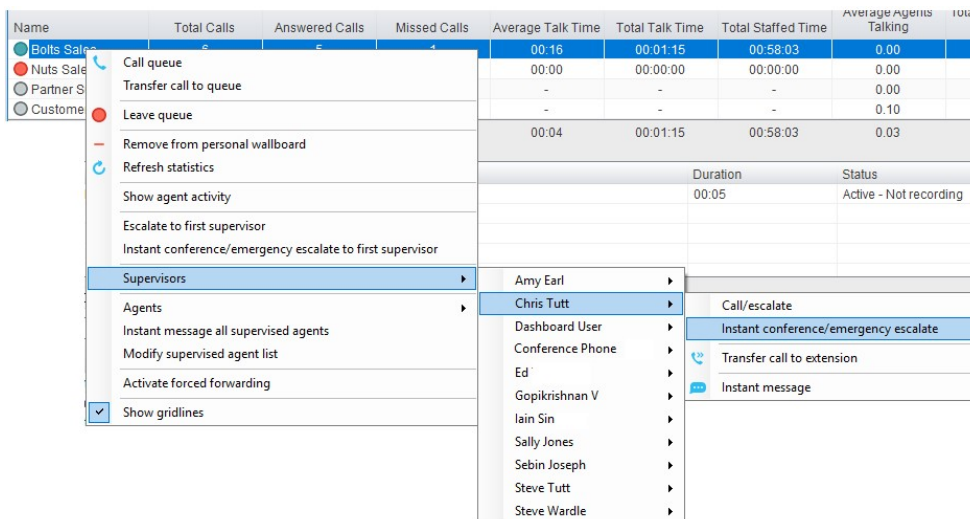 Name Total Calls Answered Calls Missed Calls Average Talk Time Total Talk Time Total Staffed Time Average Agents Talking
Bolts Sales 6 5 1 00:16 00:01:15 00:58:03 0.00
Nuts Sale 00:00 00:00:00 00:00:00 0.00
Partner S - - - 0.00
Custome - - - 0.10
00:04 00:01:15 00:58:03 0.03
Duration Status
00:05 Active - Not recording
Call queue
Transfer call to queue
Leave queue
Remove from personal wallboard
Refresh statistics
Show agent activity
Escalate to first supervisor
Instant conference/emergency escalate to first supervisor
Supervisors
Agents
Instant message all supervised agents
Modify supervised agent list
Activate forced forwarding
Show gridlines
Amy Earl
Chris Tutt
Dashboard User
Conference Phone
Ed
Gopikrishnan V
Iain Sin
Sally Jones
Sebin Joseph
Steve Tutt
Steve Wardle
Call/escalate
Instant conference/emergency escalate
Transfer call to extension
Instant message